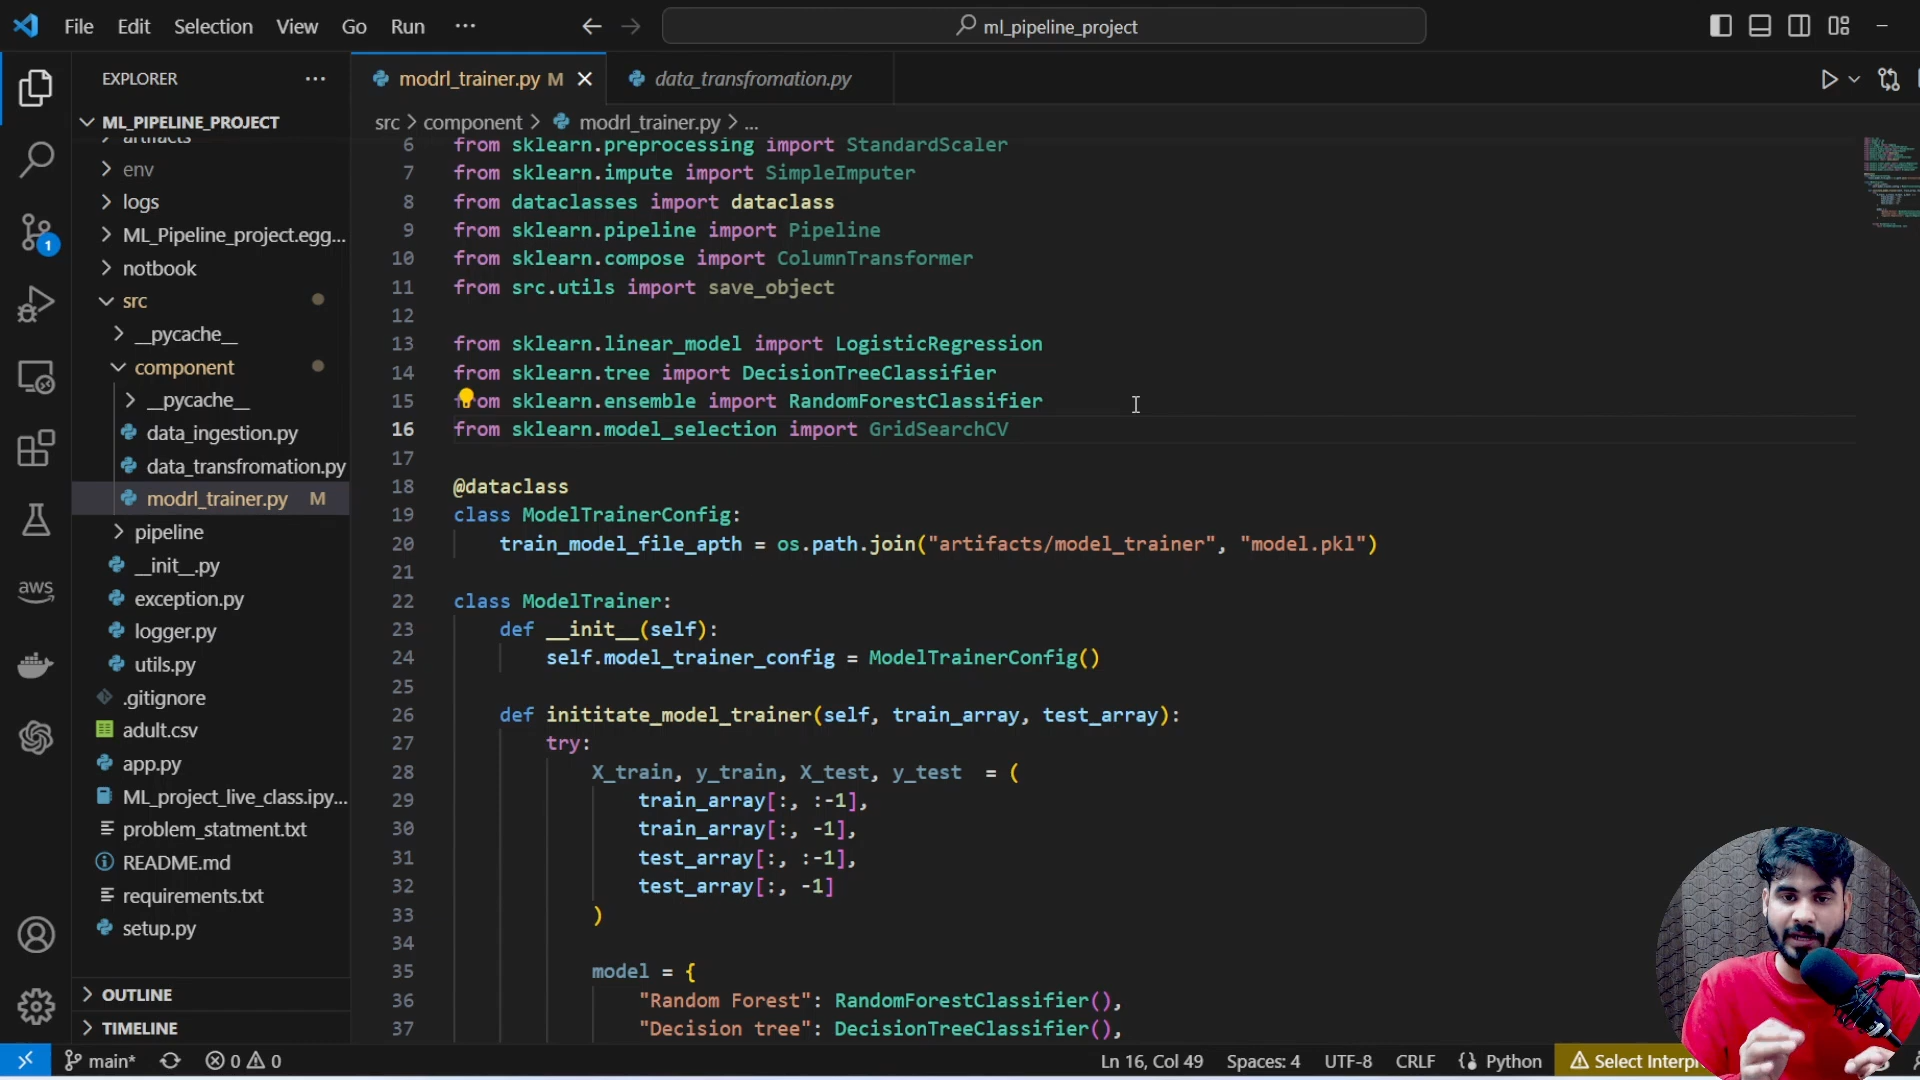 File Edit Selection View Go Run ···
ml_pipeline_project
EXPLORER ···
ML_PIPELINE_PROJECT
artifacts
env
logs
ML_Pipeline_project.egg...
notbook
src
__pycache__
component
__pycache__
data_ingestion.py
data_transfromation.py
modrl_trainer.py M
pipeline
__init__.py
exception.py
logger.py
utils.py
.gitignore
adult.csv
app.py
ML_project_live_class.ipy...
problem_statment.txt
README.md
requirements.txt
setup.py
OUTLINE
TIMELINE
1
aws
modrl_trainer.py M
data_transfromation.py
src > component > modrl_trainer.py > ...
6 from sklearn.preprocessing import StandardScaler
7 from sklearn.impute import SimpleImputer
8 from dataclasses import dataclass
9 from sklearn.pipeline import Pipeline
10 from sklearn.compose import ColumnTransformer
11 from src.utils import save_object
12
13 from sklearn.linear_model import LogisticRegression
14 from sklearn.tree import DecisionTreeClassifier
15 from sklearn.ensemble import RandomForestClassifier
16 from sklearn.model_selection import GridSearchCV
17
18 @dataclass
19 class ModelTrainerConfig:
20 train_model_file_apth = os.path.join("artifacts/model_trainer", "model.pkl")
21
22 class ModelTrainer:
23 def __init__(self):
24 self.model_trainer_config = ModelTrainerConfig()
25
26 def inititate_model_trainer(self, train_array, test_array):
27 try:
28 X_train, y_train, X_test, y_test = (
29 train_array[:, :-1],
30 train_array[:, -1],
31 test_array[:, :-1],
32 test_array[:, -1]
33 )
34
35 model = {
36 "Random Forest": RandomForestClassifier(),
37 "Decision tree": DecisionTreeClassifier(),
main* 0 0
Ln 16, Col 49 Spaces: 4 UTF-8 CRLF Python Select Interpr